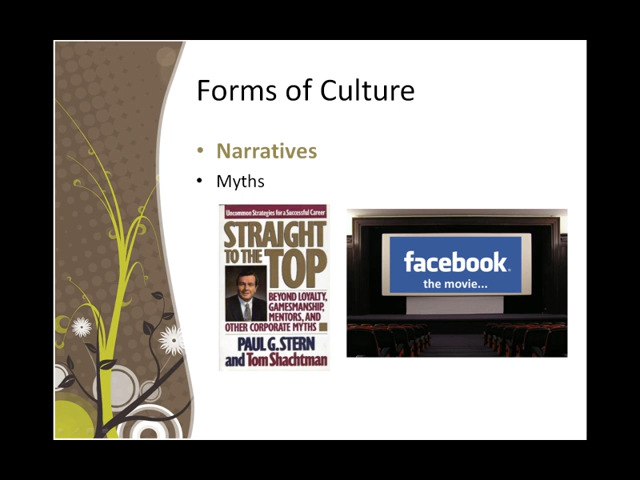 Forms of Culture
• Narratives
• Myths
Uncommon Strategies for a Successful Career
STRAIGHT
TO THE TOP
BEYOND LOYALTY,
GAMESMANSHIP,
MENTORS, AND
OTHER CORPORATE MYTHS
PAUL G. STERN
and Tom Shachtman
facebook.
the movie...